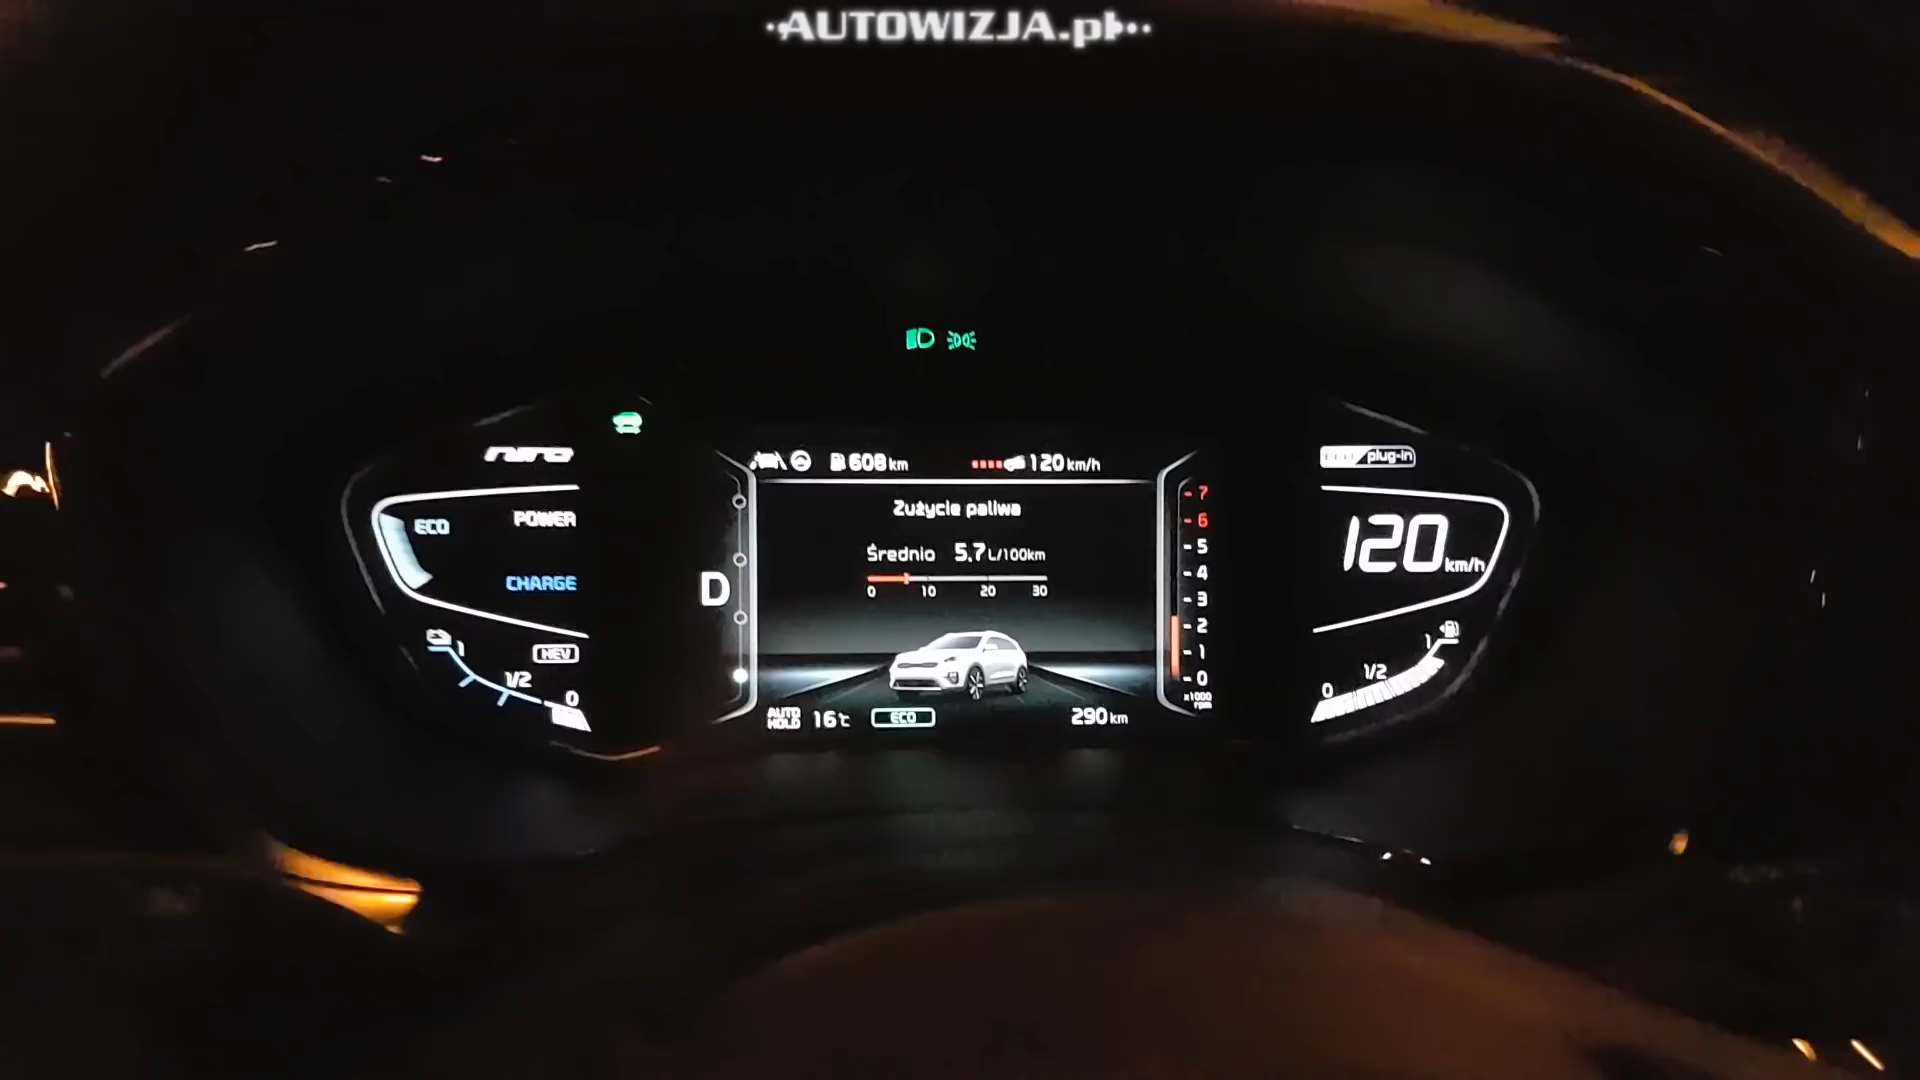 AUTOWIZJA.pl
NIRO
ECO
POWER
CHARGE
1
1/2
0
HEV
D
608 km
120 km/h
Zużycie paliwa
Średnio 5.7 L/100km
0 10 20 30
AUTO HOLD
16°C
ECO
290 km
7
6
5
4
3
2
1
0
x1000 rpm
plug-in
120 km/h
1
1/2
0